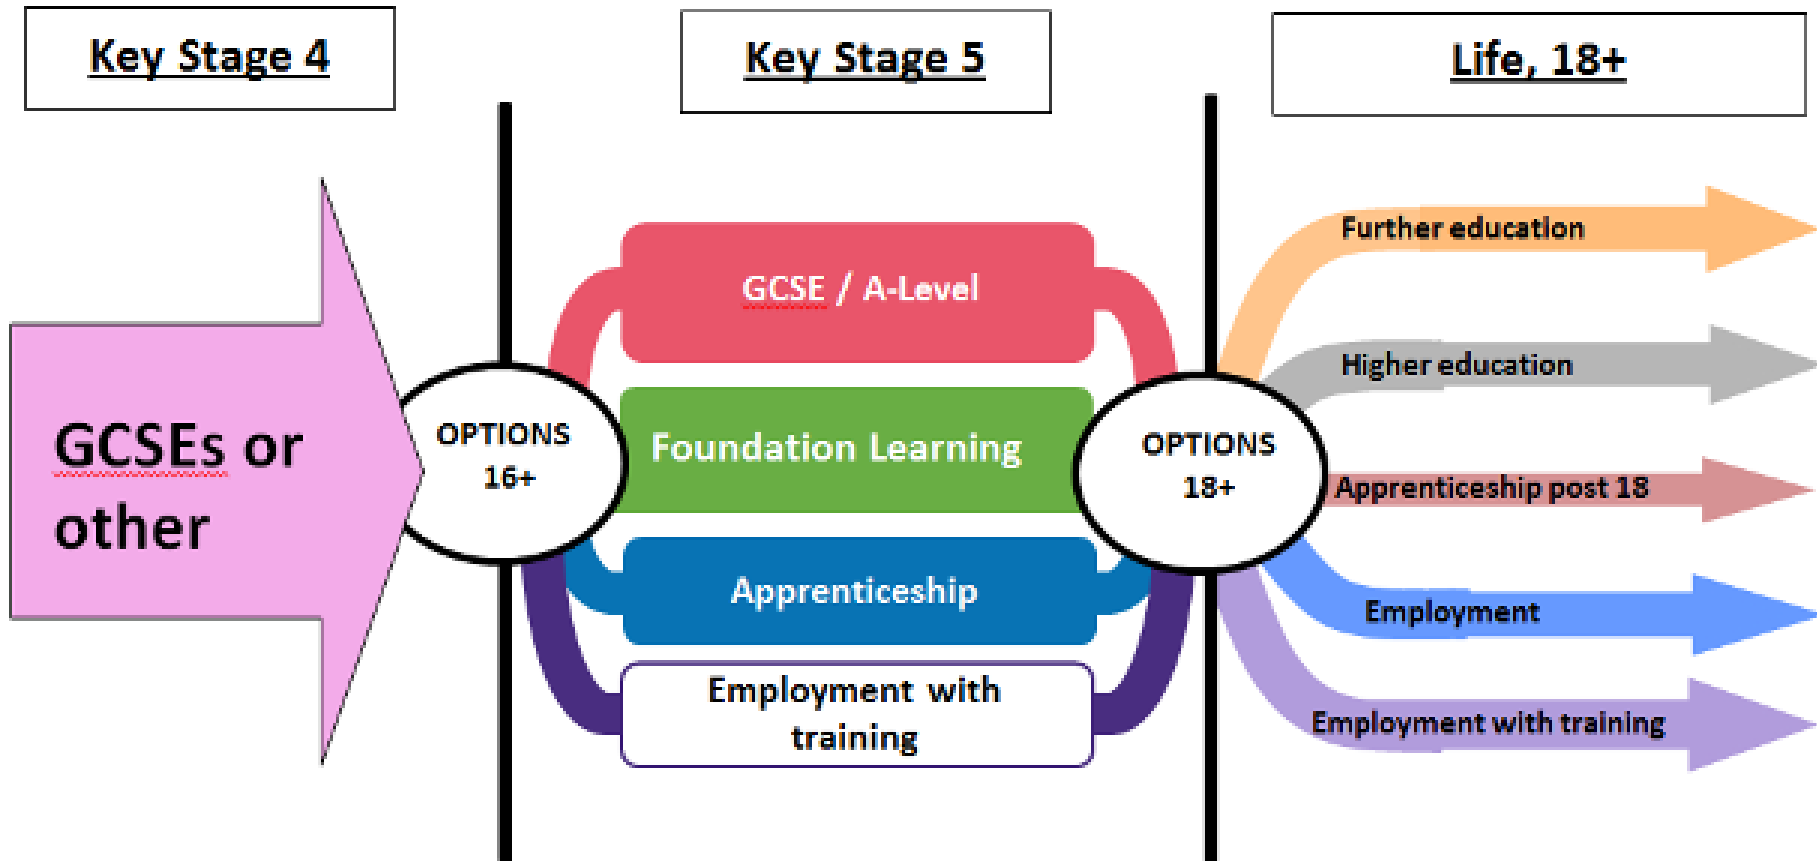 Key Stage 4
Key Stage 5
Life, 18+
GCSEs or
other
OPTIONS
16+
GCSE / A-Level
Foundation Learning
Apprenticeship
Employment with
training
OPTIONS
18+
Further education
Higher education
Apprenticeship post 18
Employment
Employment with training